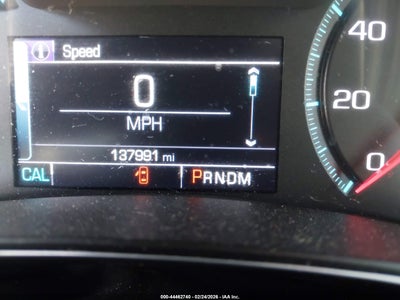 Speed
0
MPH
137991 mi
CAL
PRNDM
40
20
0
000-44462740 - 02/24/2026 - IAA Inc.